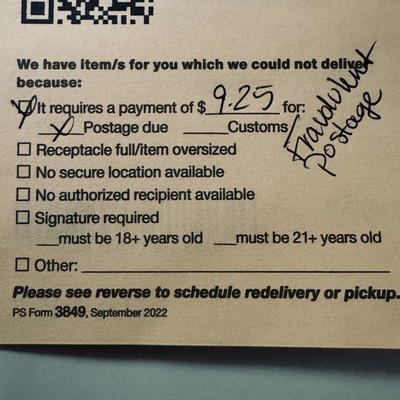 We have item/s for you which we could not deliver
because:
It requires a payment of $ 9.25 for:
X Postage due ____Customs
Fraudulent
Postage
Receptacle full/item oversized
No secure location available
No authorized recipient available
Signature required
___must be 18+ years old ___must be 21+ years old
Other:
Please see reverse to schedule redelivery or pickup.
PS Form 3849, September 2022